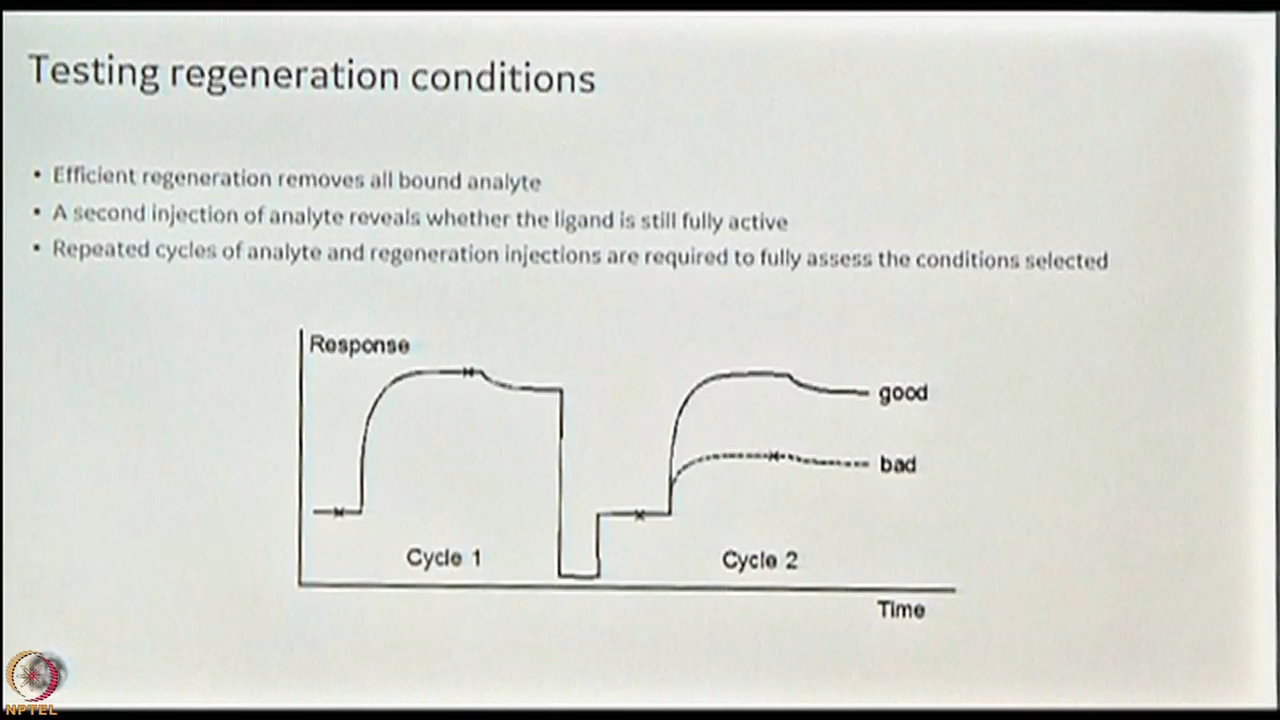 Testing regeneration conditions
• Efficient regeneration removes all bound analyte
• A second injection of analyte reveals whether the ligand is still fully active
• Repeated cycles of analyte and regeneration injections are required to fully assess the conditions selected
Response
good
bad
Cycle 1
Cycle 2
Time
NPTEL